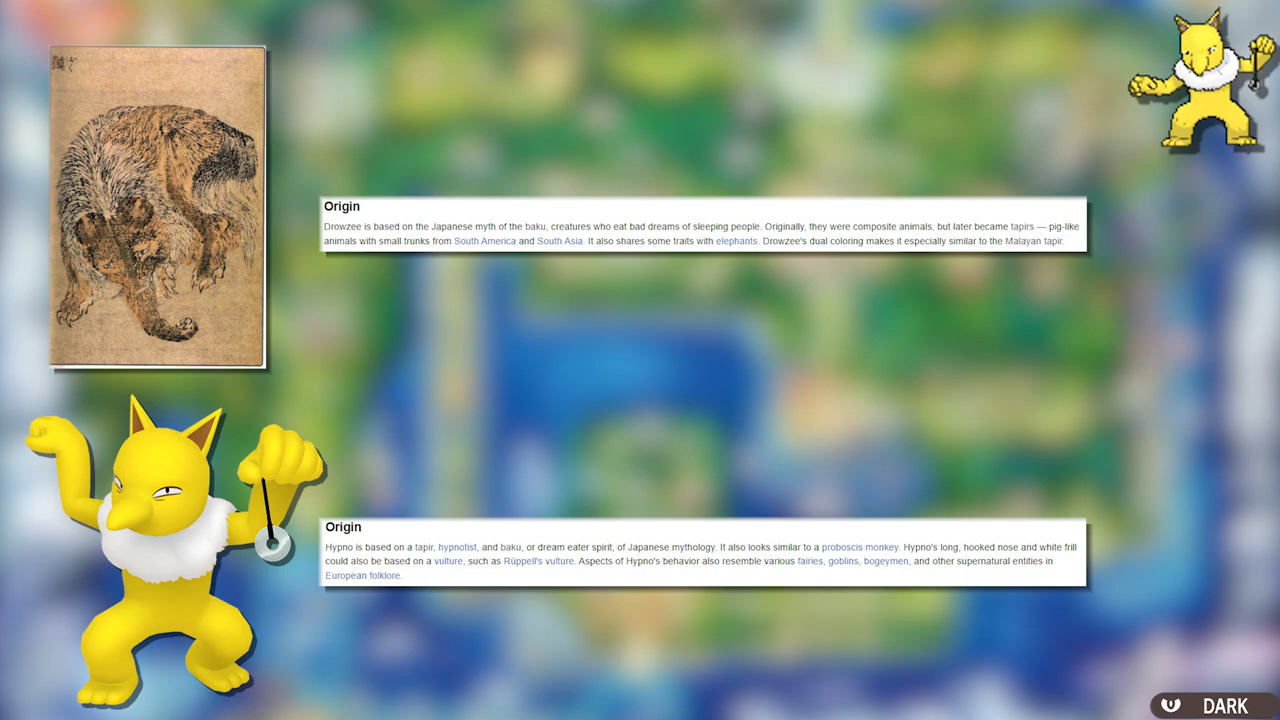 Origin
Drowzee is based on the Japanese myth of the baku, creatures who eat bad dreams of sleeping people. Originally, they were composite animals, but later became tapirs — pig-like
animals with small trunks from South America and South Asia. It also shares some traits with elephants. Drowzee's dual coloring makes it especially similar to the Malayan tapir.
Origin
Hypno is based on a tapir, hypnotist, and baku, or dream eater spirit, of Japanese mythology. It also looks similar to a proboscis monkey. Hypno's long, hooked nose and white frill
could also be based on a vulture, such as Rüppell's vulture. Aspects of Hypno's behavior also resemble various fairies, goblins, bogeymen, and other supernatural entities in
European folklore.
DARK